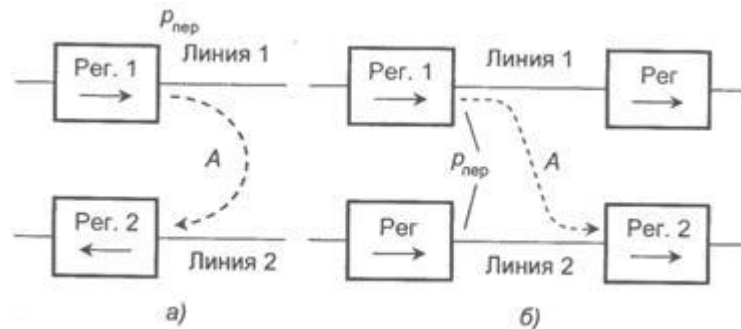 pпер
Рег. 1
Линия 1
А
Рег. 2
Линия 2
а)
Рег. 1
Линия 1
Рег
pпер
А
Рег
Линия 2
Рег. 2
б)